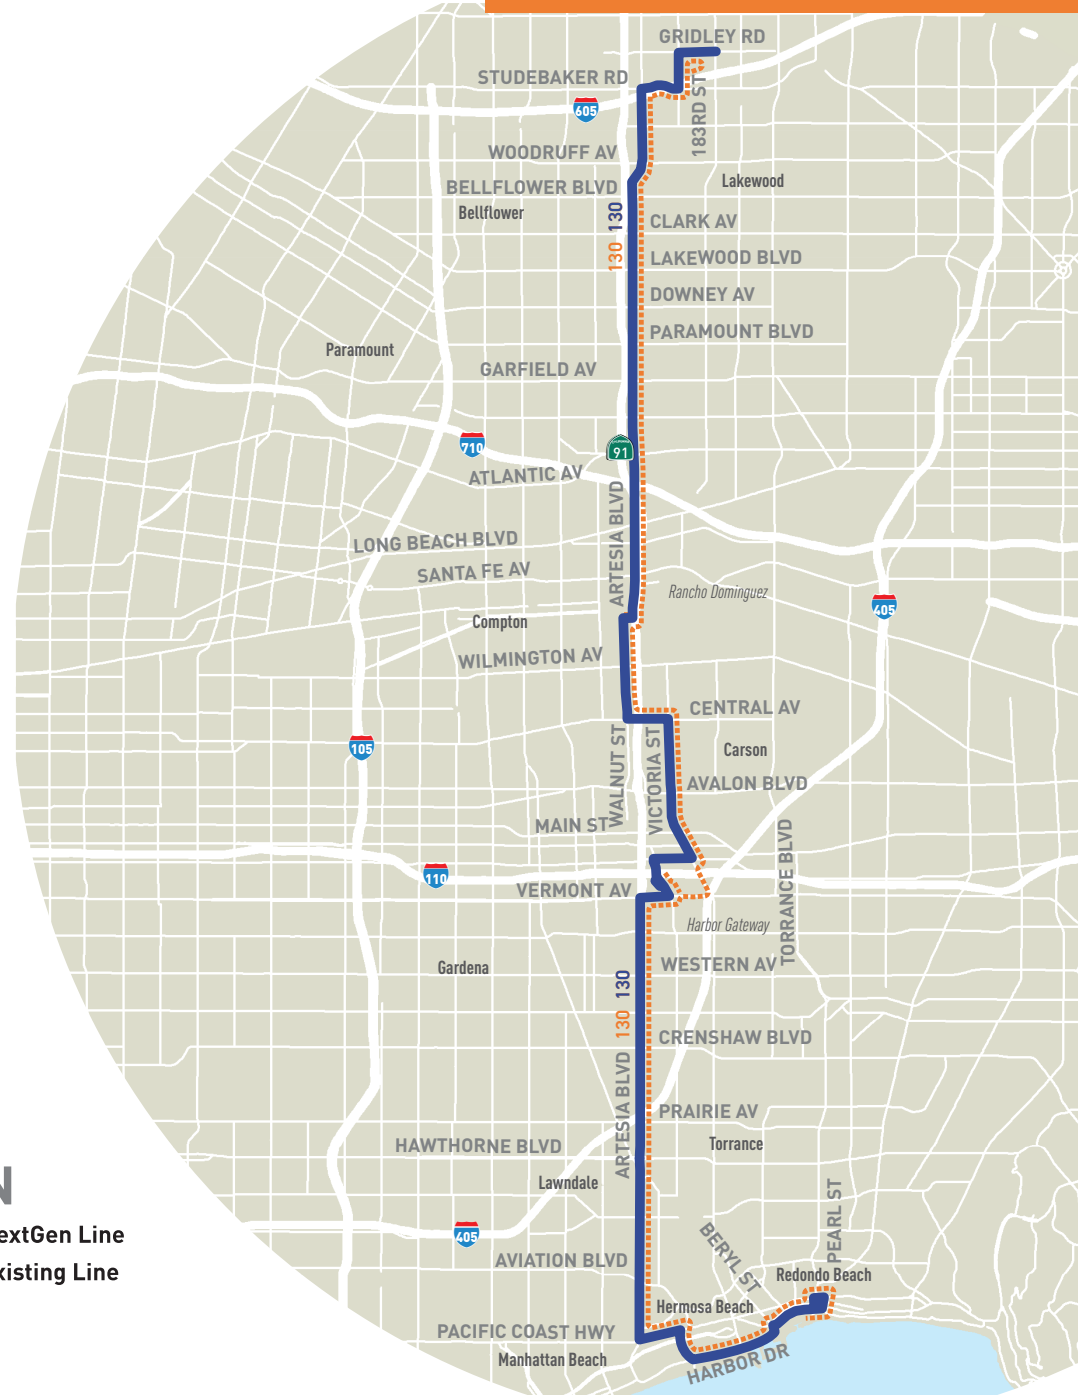 GRIDLEY RD
STUDEBAKER RD
605
183RD ST
WOODRUFF AV
Lakewood
BELLFLOWER BLVD
Bellflower
130
130
CLARK AV
LAKEWOOD BLVD
DOWNEY AV
PARAMOUNT BLVD
Paramount
GARFIELD AV
710
CALIFORNIA
91
ATLANTIC AV
ARTESIA BLVD
LONG BEACH BLVD
SANTA FE AV
Rancho Dominguez
405
Compton
WILMINGTON AV
CENTRAL AV
WALNUT ST
VICTORIA ST
Carson
105
AVALON BLVD
MAIN ST
TORRANCE BLVD
110
VERMONT AV
Harbor Gateway
Gardena
WESTERN AV
130
130
CRENSHAW BLVD
ARTESIA BLVD
PRAIRIE AV
HAWTHORNE BLVD
Torrance
Lawndale
N
extGen Line
xisting Line
405
PEARL ST
BERYL ST
AVIATION BLVD
Redondo Beach
Hermosa Beach
PACIFIC COAST HWY
Manhattan Beach
HARBOR DR